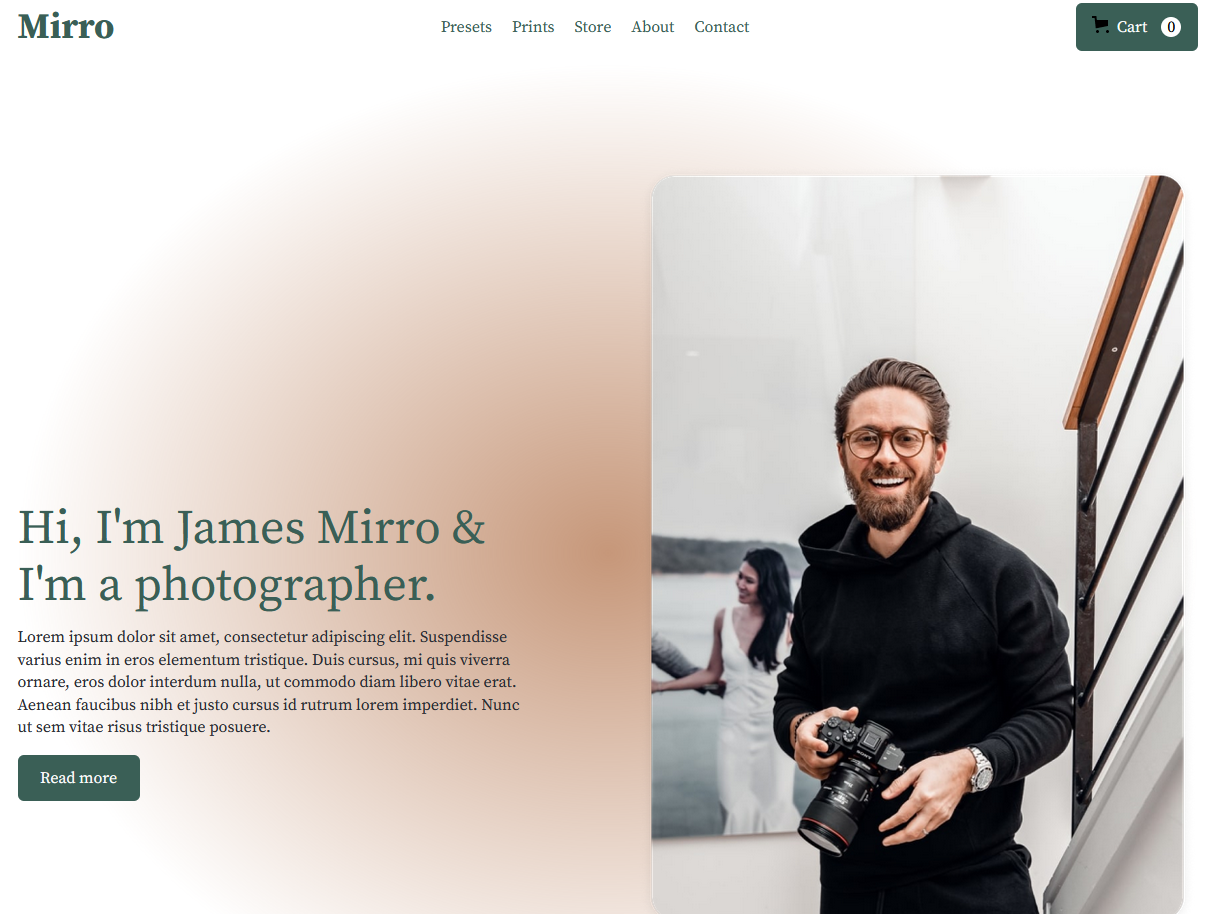 Mirro
Presets
Prints
Store
About
Contact
Cart
0
Hi, I'm James Mirro &
I'm a photographer.
Lorem ipsum dolor sit amet, consectetur adipiscing elit. Suspendisse
varius enim in eros elementum tristique. Duis cursus, mi quis viverra
ornare, eros dolor interdum nulla, ut commodo diam libero vitae erat.
Aenean faucibus nibh et justo cursus id rutrum lorem imperdiet. Nunc
ut sem vitae risus tristique posuere.
Read more
SONY